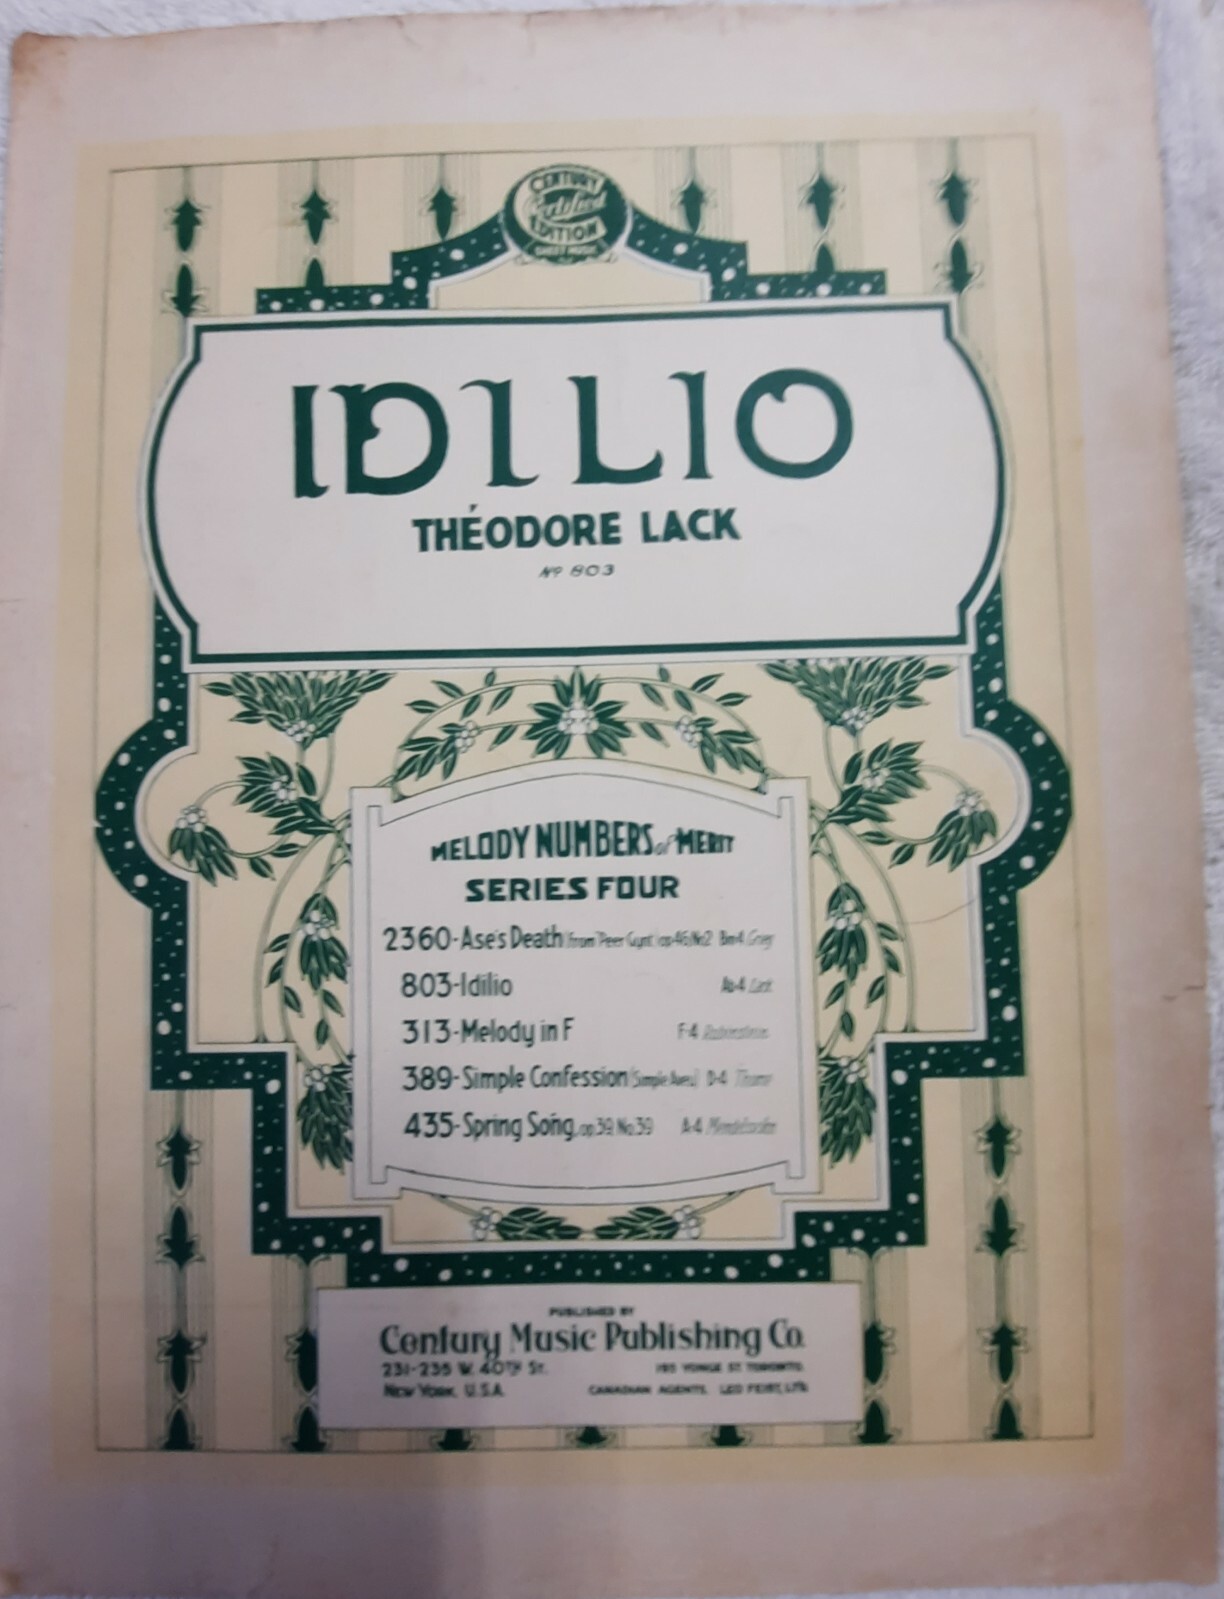 CENTURY
Certified
EDITION
SHEET MUSIC
IDILIO
THÉODORE LACK
No 803
MELODY NUMBERS of MERIT
SERIES FOUR
2360-Ase's Death (from "Peer Gynt") op 46, No2 Bm-4 Grieg
803-Idilio Ab-4 Lack
313-Melody in F F-4 Rubinstein
389-Simple Confession (Simple Aveu) D-4 Thome
435-Spring Song, op 39, No.39 A-4 Mendelssohn
PUBLISHED BY
Century Music Publishing Co.
231-235 W. 40TH ST. 193 YONGE ST TORONTO.
NEW YORK, U.S.A. CANADIAN AGENTS, LEO FEIST, LTD.